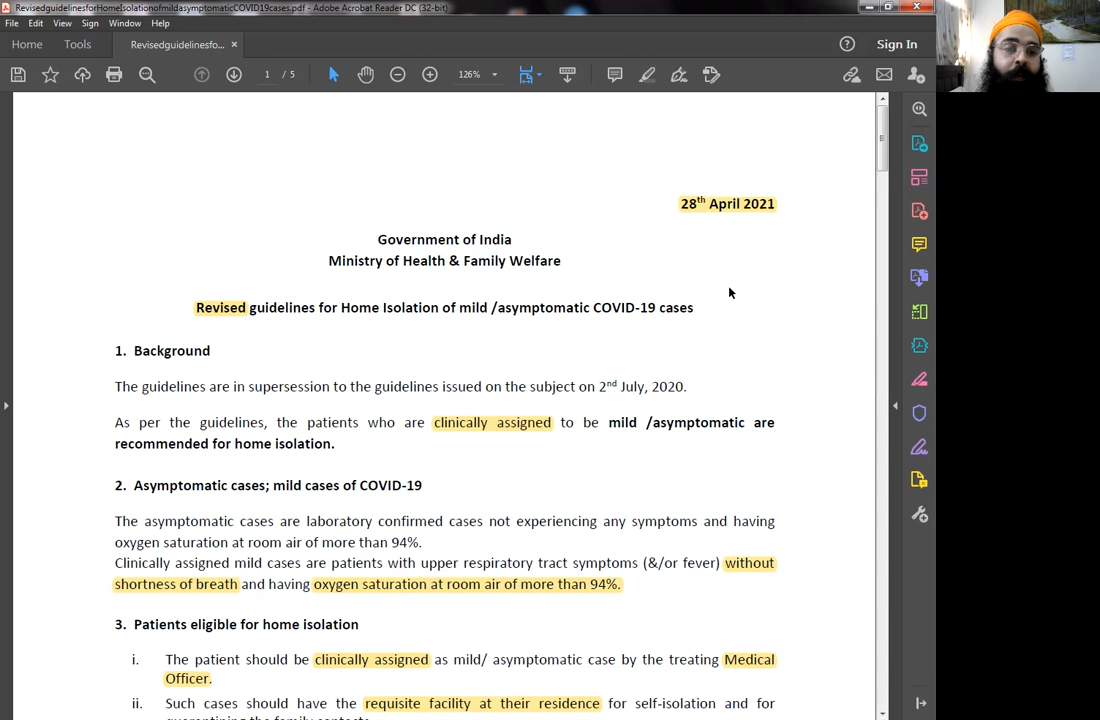 RevisedguidelinesforHomeIsolationofmildasymptomaticCOVID19cases.pdf - Adobe Acrobat Reader DC (32-bit)
File Edit View Sign Window Help
Home Tools Revisedguidelinesfo... × Sign In
1 / 5 126%
28th April 2021
Government of India
Ministry of Health & Family Welfare
Revised guidelines for Home Isolation of mild /asymptomatic COVID-19 cases
1. Background
The guidelines are in supersession to the guidelines issued on the subject on 2nd July, 2020.
As per the guidelines, the patients who are clinically assigned to be mild /asymptomatic are
recommended for home isolation.
2. Asymptomatic cases; mild cases of COVID-19
The asymptomatic cases are laboratory confirmed cases not experiencing any symptoms and having
oxygen saturation at room air of more than 94%.
Clinically assigned mild cases are patients with upper respiratory tract symptoms (&/or fever) without
shortness of breath and having oxygen saturation at room air of more than 94%.
3. Patients eligible for home isolation
i. The patient should be clinically assigned as mild/ asymptomatic case by the treating Medical
Officer.
ii. Such cases should have the requisite facility at their residence for self-isolation and for
quarantining the family contacts.